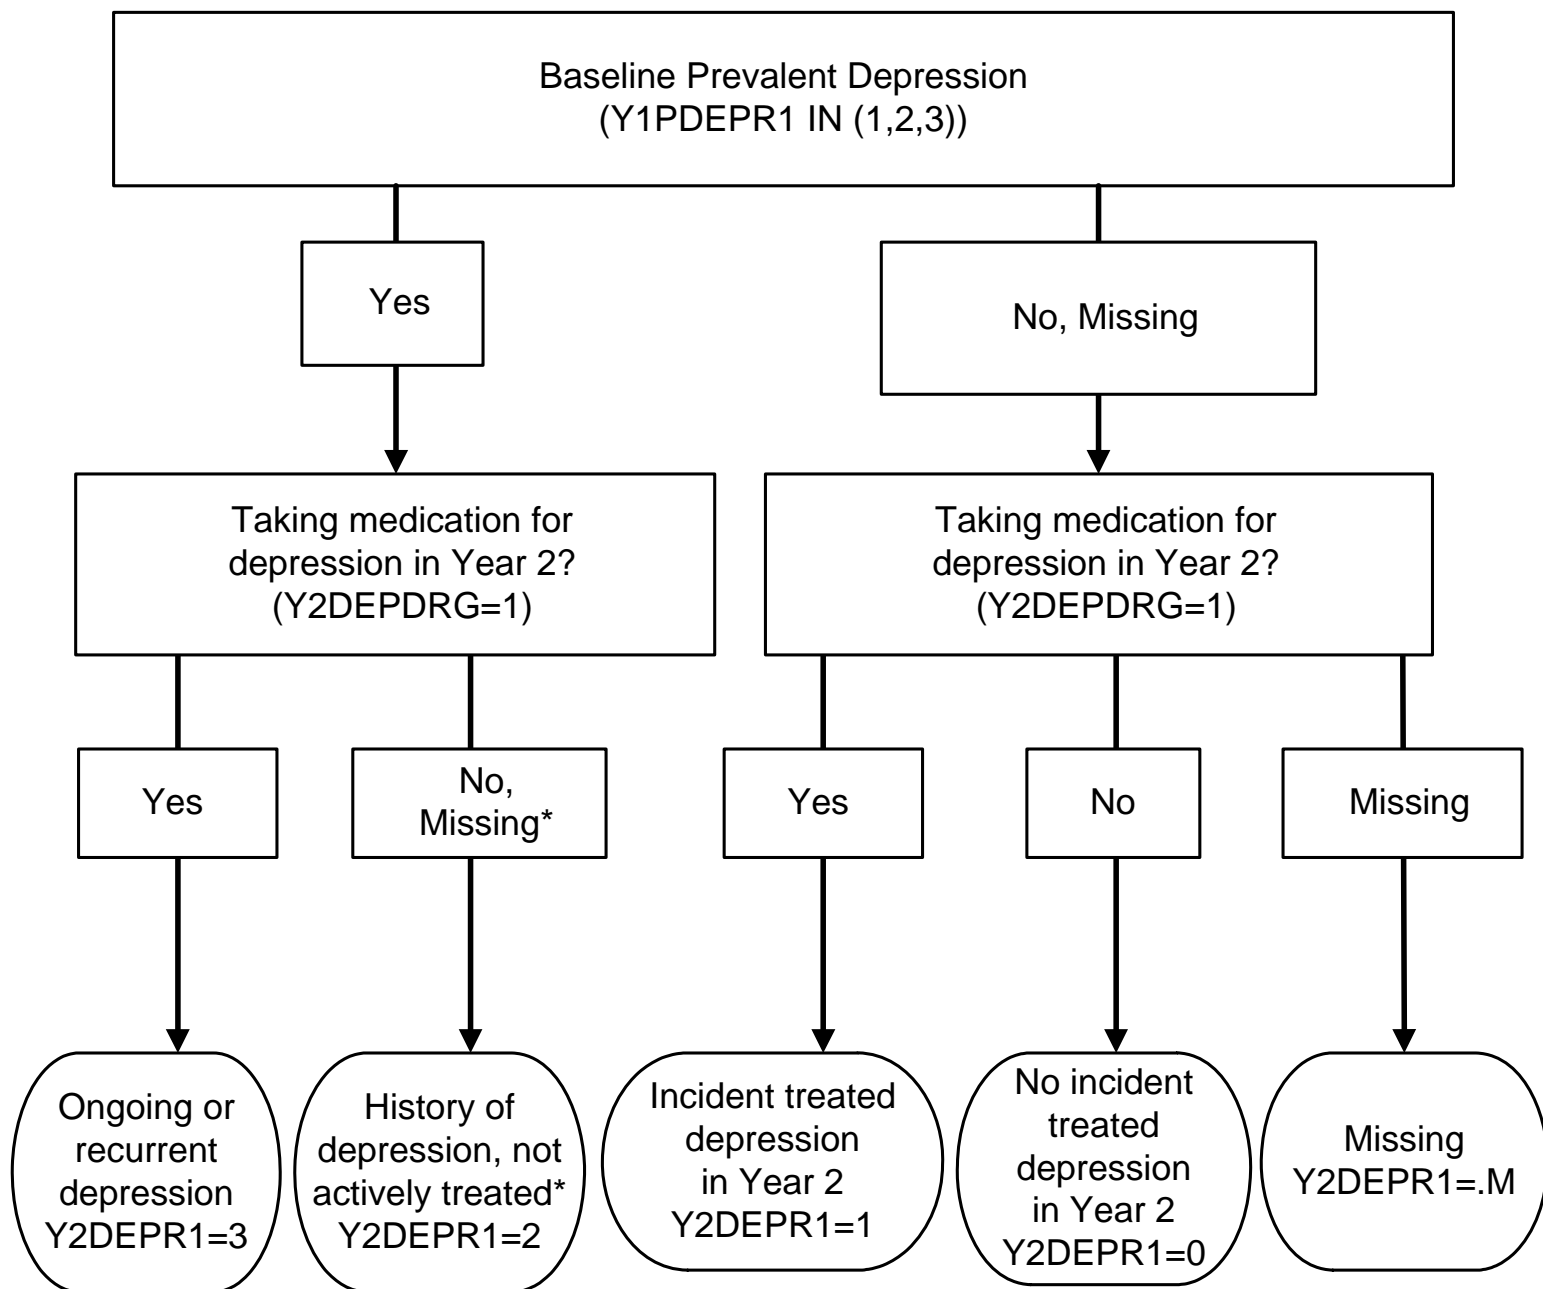 Baseline Prevalent Depression
(Y1PDEPR1 IN (1,2,3))
Yes
No, Missing
Taking medication for
depression in Year 2?
(Y2DEPDRG=1)
Taking medication for
depression in Year 2?
(Y2DEPDRG=1)
Yes
No,
Missing*
Yes
No
Missing
Ongoing or
recurrent
depression
Y2DEPR1=3
History of
depression, not
actively treated*
Y2DEPR1=2
Incident treated
depression
in Year 2
Y2DEPR1=1
No incident
treated
depression
in Year 2
Y2DEPR1=0
Missing
Y2DEPR1=.M